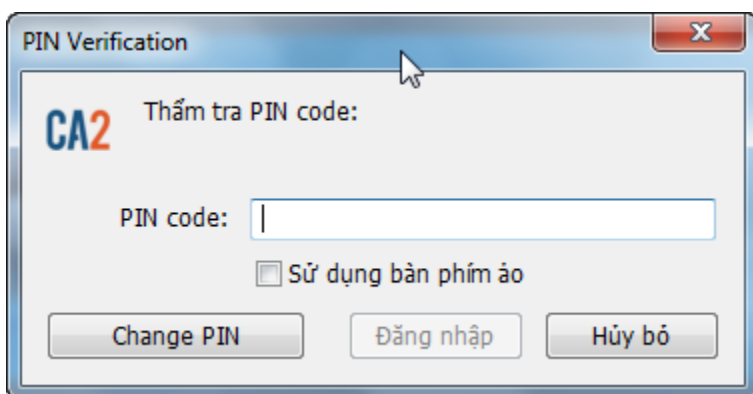 PIN Verification
CA2
Thẩm tra PIN code:
PIN code:
Sử dụng bàn phím ảo
Change PIN
Đăng nhập
Hủy bỏ